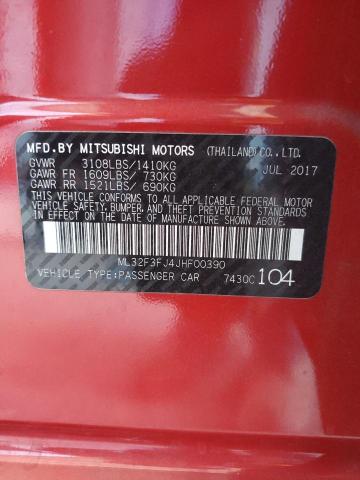 MFD.BY MITSUBISHI MOTORS (THAILAND)CO.,LTD.
GVWR 3108LBS/1410KG JUL 2017
GAWR FR 1609LBS/ 730KG
GAWR RR 1521LBS/ 690KG
THIS VEHICLE CONFORMS TO ALL APPLICABLE FEDERAL MOTOR
VEHICLE SAFETY, BUMPER, AND THEFT PREVENTION STANDARDS
IN EFFECT ON THE DATE OF MANUFACTURE SHOWN ABOVE.
ML32F3FJ4JHF00390
VEHICLE TYPE:PASSENGER CAR 7430C 104